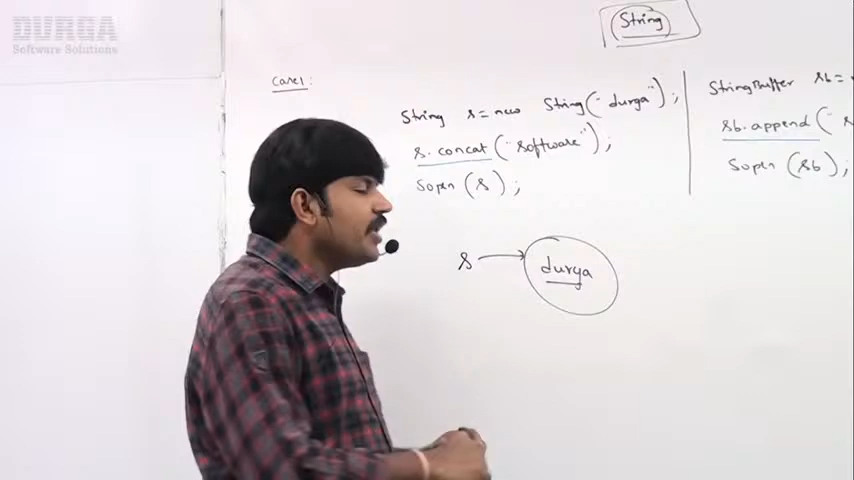 DURGA
Software Solutions
String
Case1:
String s = new String("durga");
s.concat("software");
Sopln(s);
StringBuffer sb =
sb.append("s
Sopln(sb);
s → durga